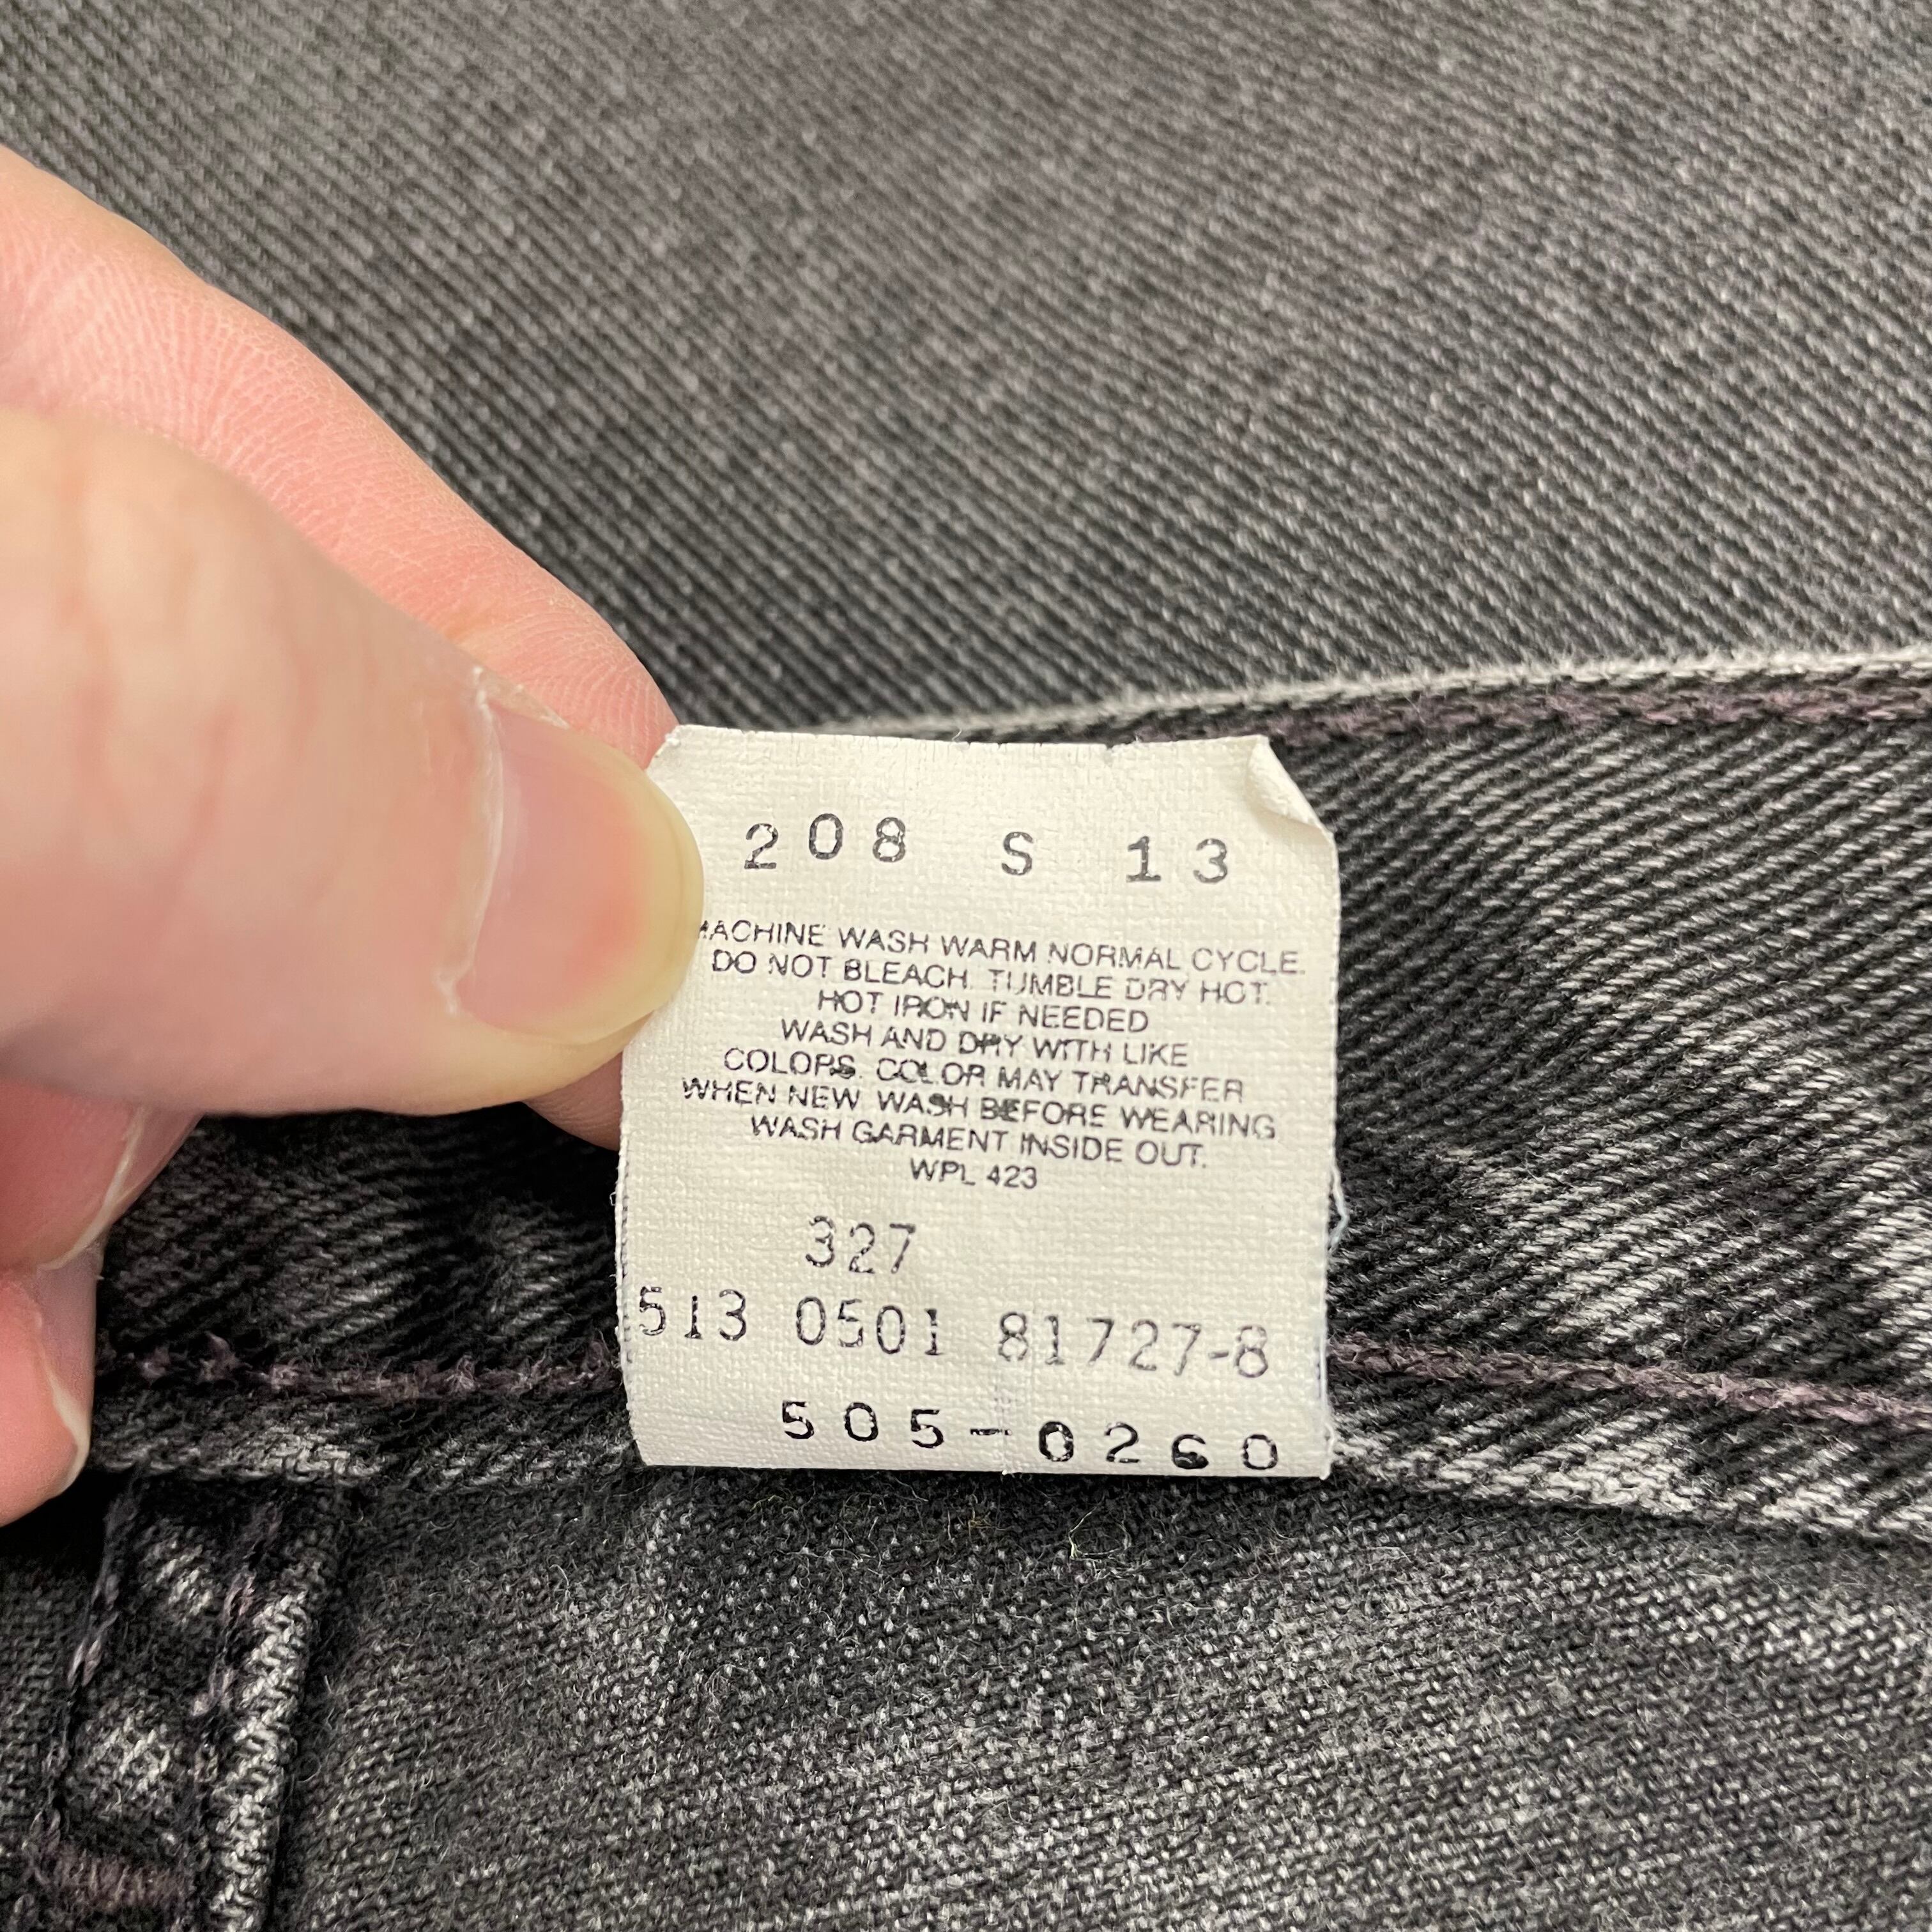 208 S 13
MACHINE WASH WARM NORMAL CYCLE.
DO NOT BLEACH. TUMBLE DRY HOT.
HOT IRON IF NEEDED
WASH AND DRY WITH LIKE
COLORS. COLOR MAY TRANSFER
WHEN NEW. WASH BEFORE WEARING
WASH GARMENT INSIDE OUT.
WPL 423
327
513 0501 81727-8
505-0260